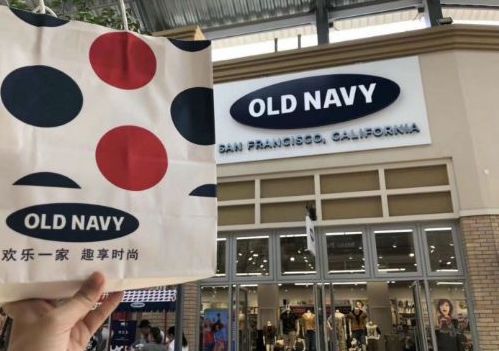 OLD NAVY
SAN FRANCISCO, CALIFORNIA
OLD NAVY
欢乐一家 趣享时尚